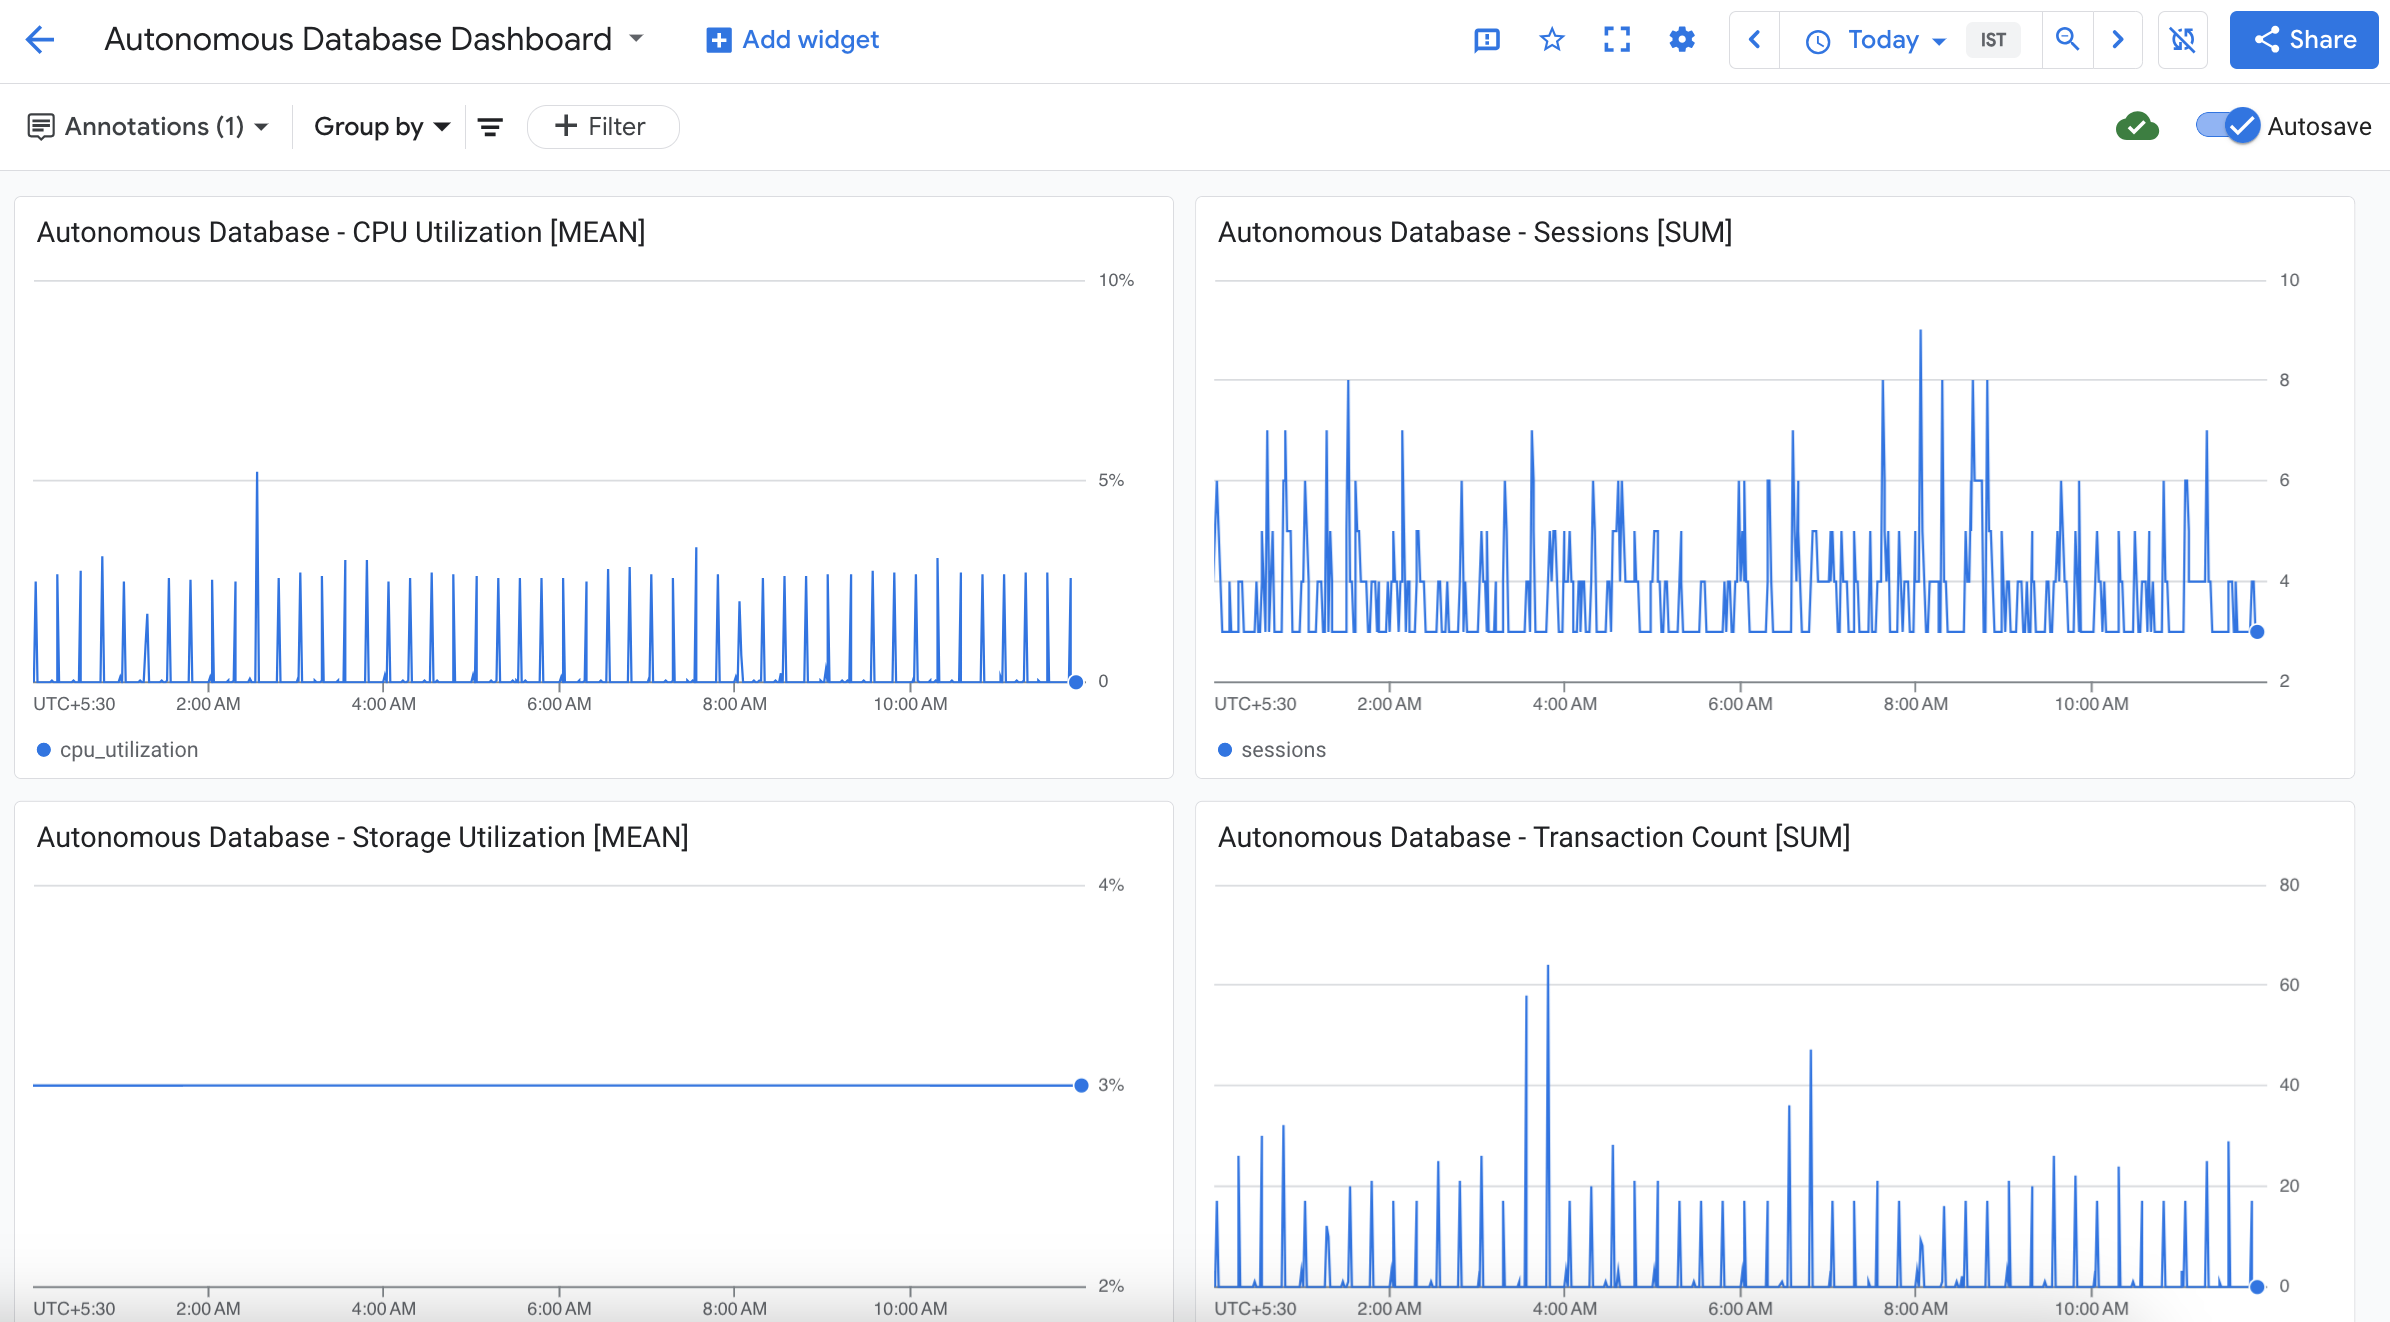 Autonomous Database Dashboard
Add widget
Today
IST
Share
Annotations (1)
Group by
Filter
Autosave
Autonomous Database - CPU Utilization [MEAN]
10%
5%
0
UTC+5:30 2:00 AM 4:00 AM 6:00 AM 8:00 AM 10:00 AM
cpu_utilization
Autonomous Database - Sessions [SUM]
10
8
6
4
2
UTC+5:30 2:00 AM 4:00 AM 6:00 AM 8:00 AM 10:00 AM
sessions
Autonomous Database - Storage Utilization [MEAN]
4%
3%
2%
UTC+5:30 2:00 AM 4:00 AM 6:00 AM 8:00 AM 10:00 AM
Autonomous Database - Transaction Count [SUM]
80
60
40
20
0
UTC+5:30 2:00 AM 4:00 AM 6:00 AM 8:00 AM 10:00 AM